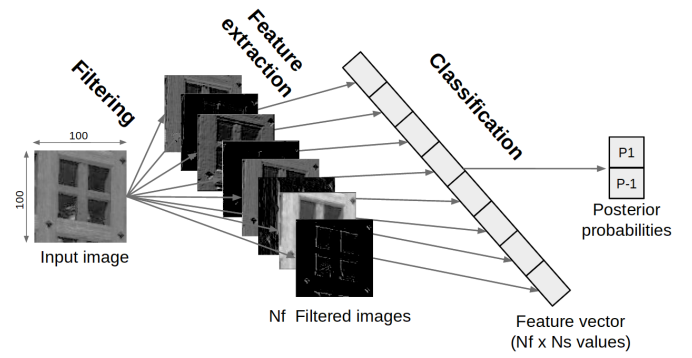 Filtering
Feature
extraction
Classification
100
100
Input image
Nf  Filtered images
Feature vector
(Nf x Ns values)
P1
P-1
Posterior
probabilities